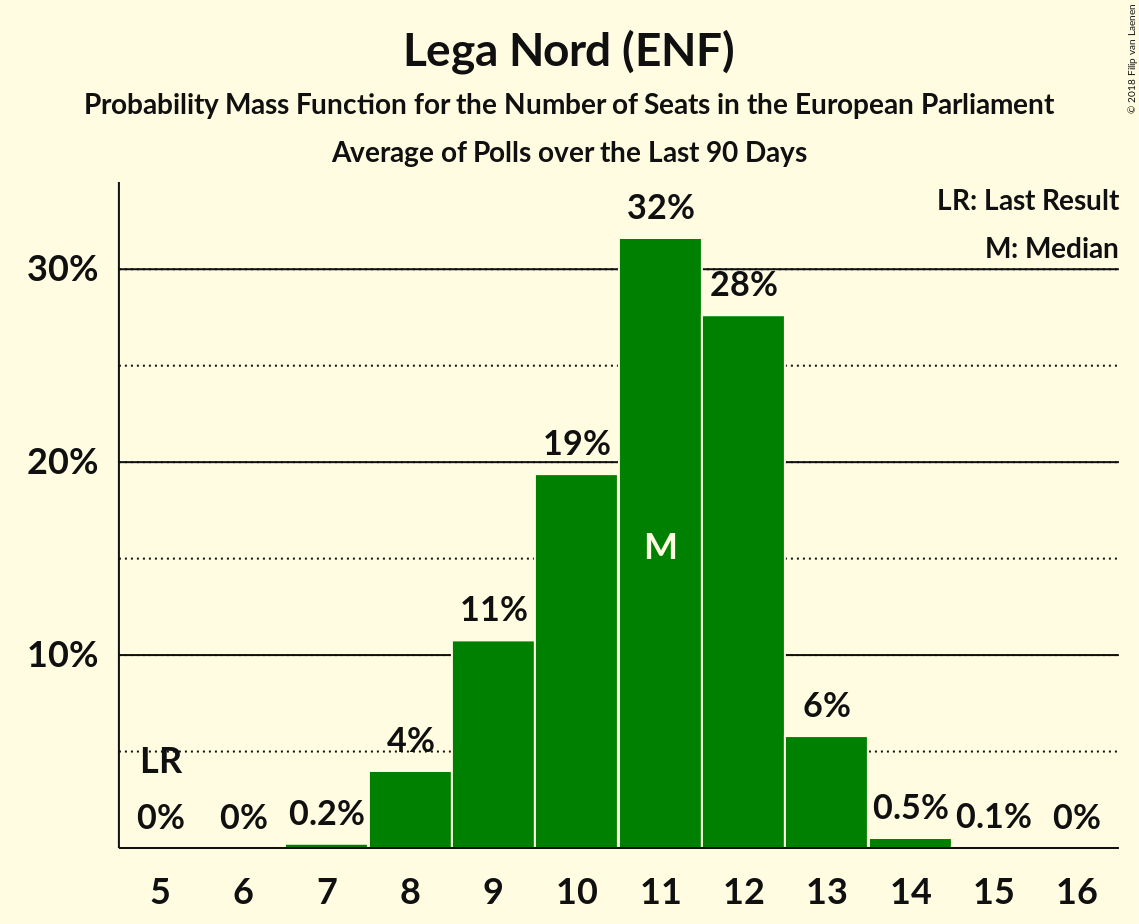 © 2018 Filip van Laenen
Lega Nord (ENF)
Probability Mass Function for the Number of Seats in the European Parliament
Average of Polls over the Last 90 Days
LR: Last Result
M: Median
32%
30%
28%
20%
19%
M
11%
10%
6%
4%
LR
0% 0% 0.2% 0.5% 0.1% 0%
5 6 7 8 9 10 11 12 13 14 15 16